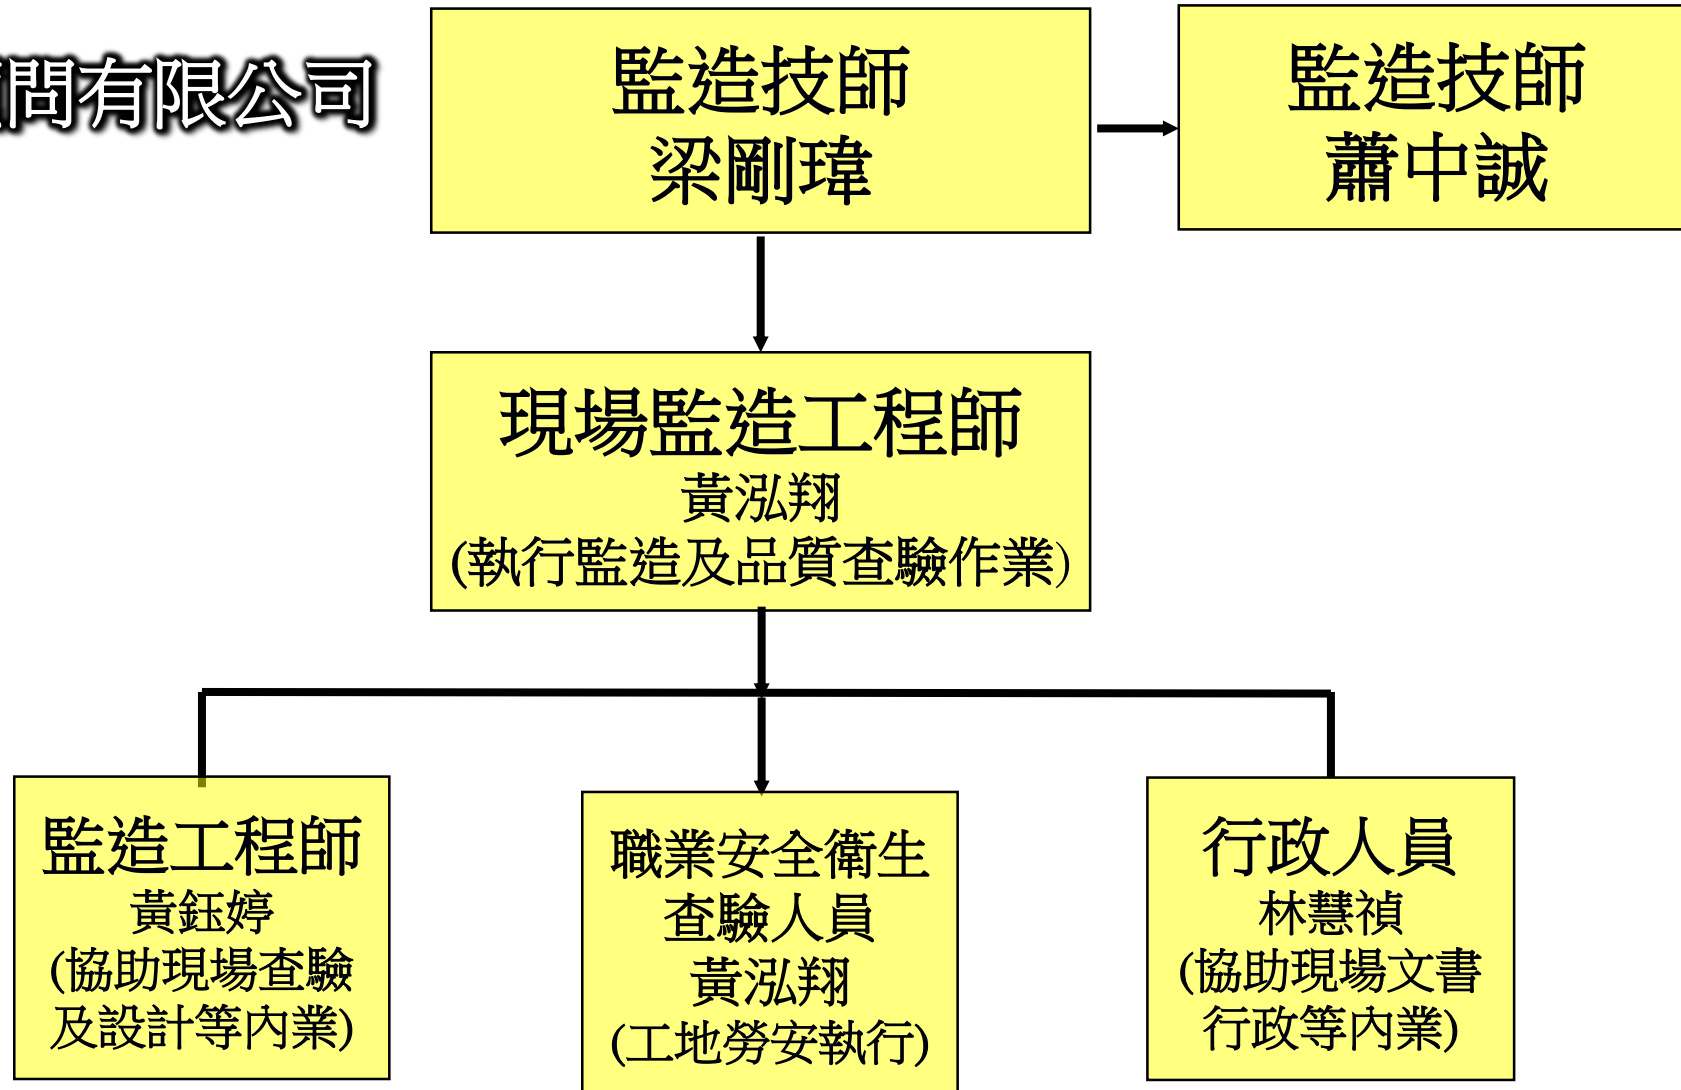 問有限公司
監造技師
梁剛瑋
監造技師
蕭中誠
現場監造工程師
黃泓翔
(執行監造及品質查驗作業)
監造工程師
黃鈺婷
(協助現場查驗
及設計等內業)
職業安全衛生
查驗人員
黃泓翔
(工地勞安執行)
行政人員
林慧禎
(協助現場文書
行政等內業)